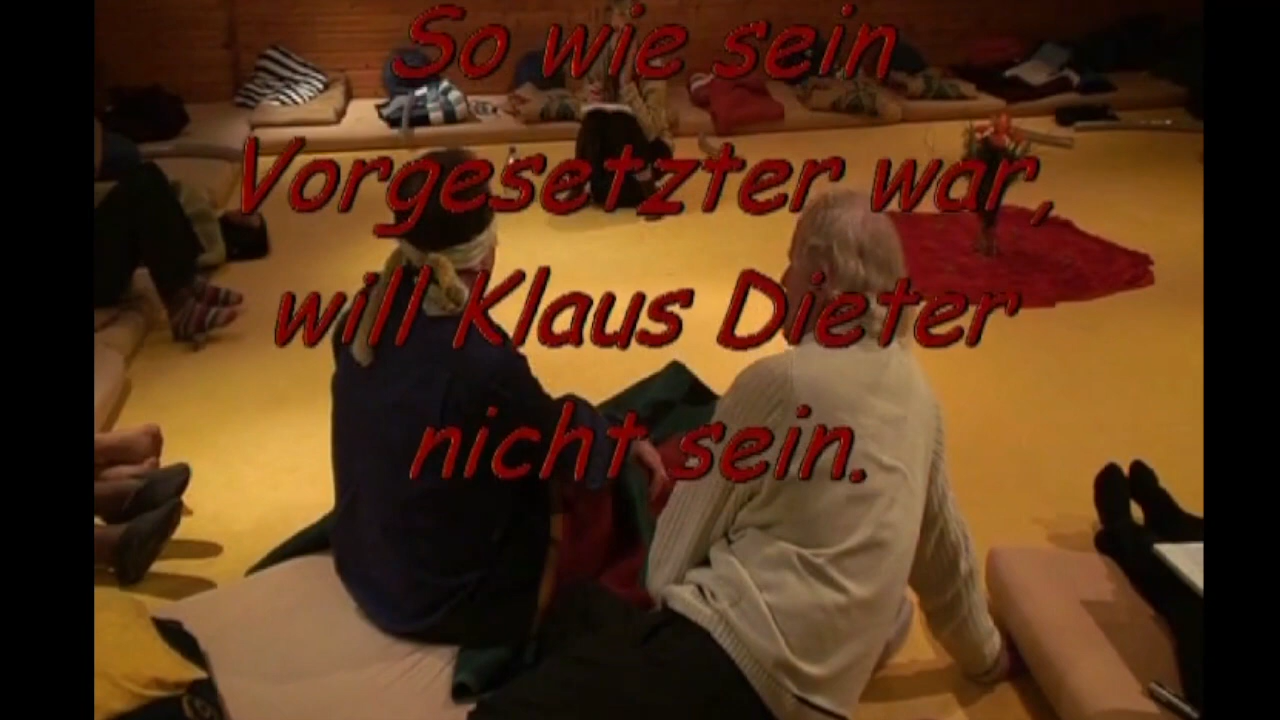 So wie sein
Vorgesetzter war,
will Klaus Dieter
nicht sein.